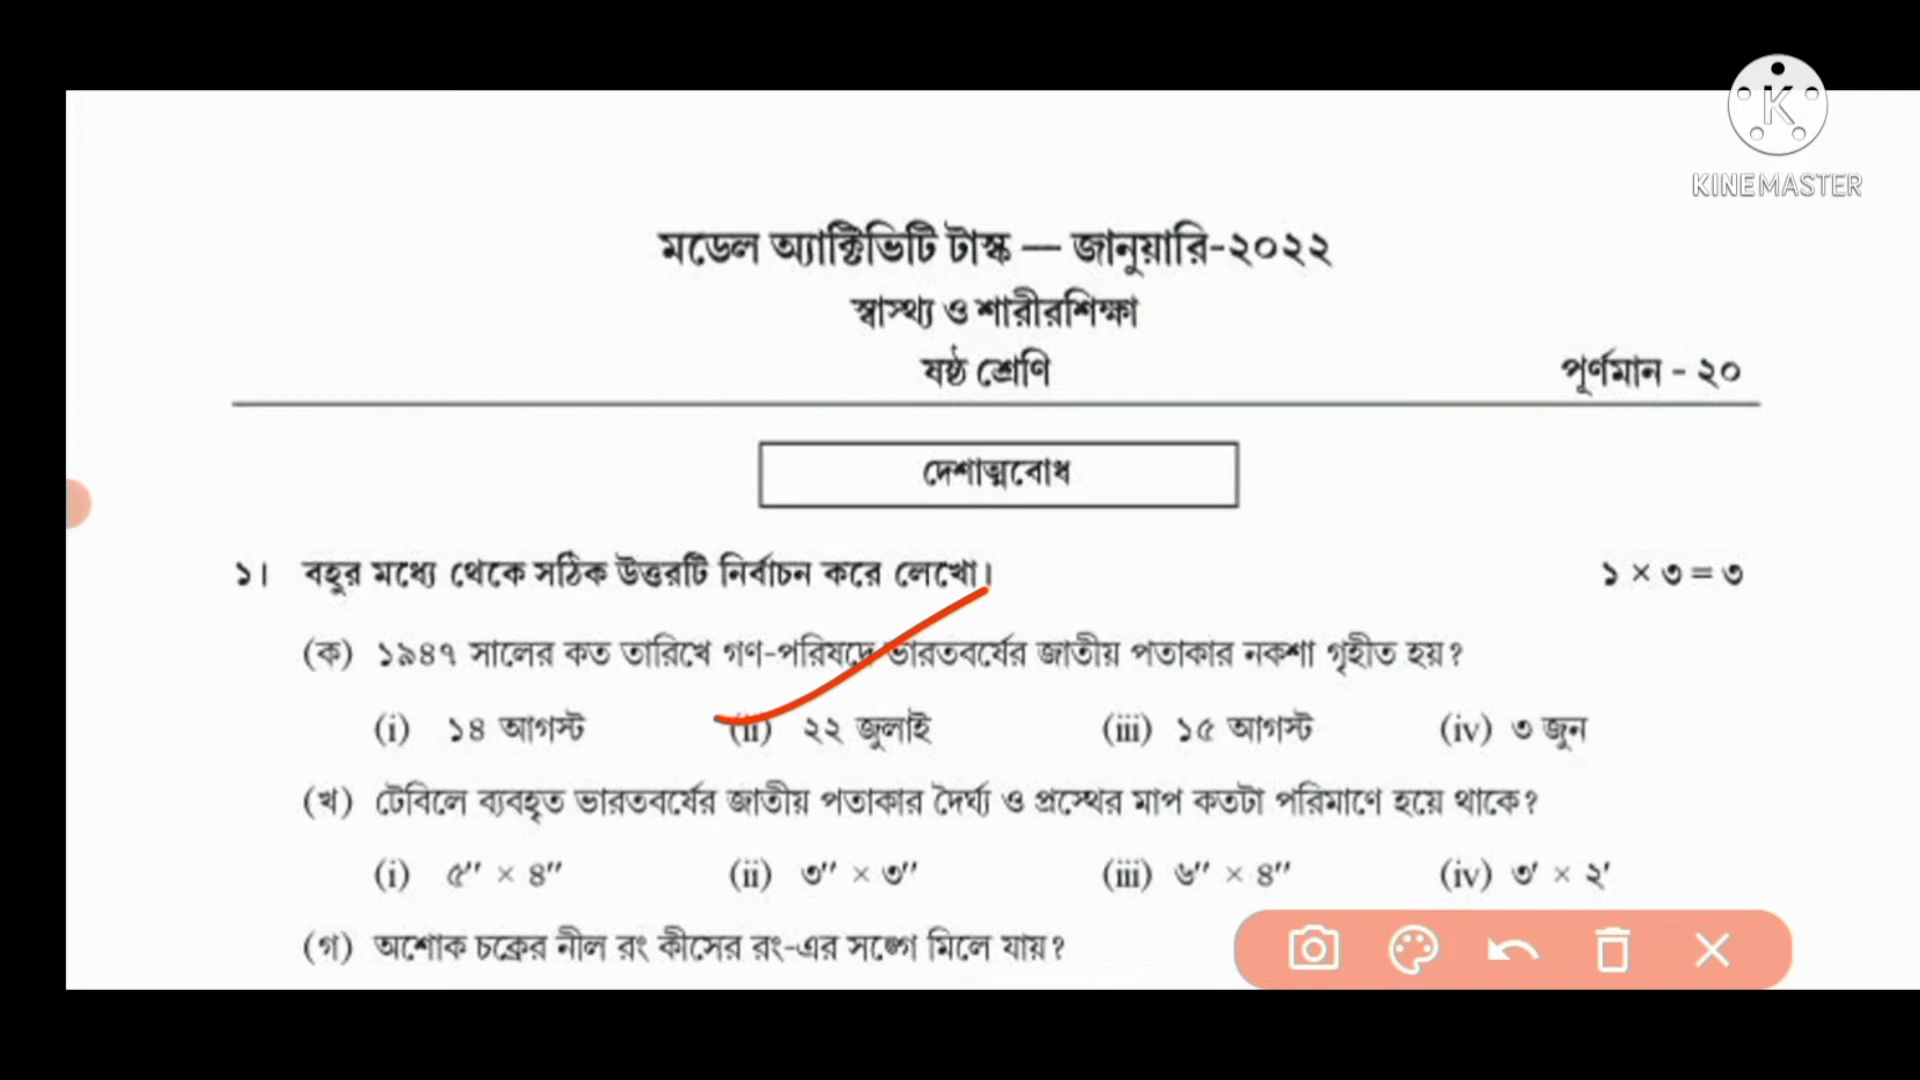 KINEMASTER
মডেল অ্যাক্টিভিটি টাস্ক — জানুয়ারি-২০২২
স্বাস্থ্য ও শারীরশিক্ষা
ষষ্ঠ শ্রেণি পূর্ণমান - ২০
দেশাত্মবোধ
১। বহুর মধ্যে থেকে সঠিক উত্তরটি নির্বাচন করে লেখো। ১ × ৩ = ৩
(ক) ১৯৪৭ সালের কত তারিখে গণ-পরিষদে ভারতবর্ষের জাতীয় পতাকার নকশা গৃহীত হয়?
(i) ১৪ আগস্ট (ii) ২২ জুলাই (iii) ১৫ আগস্ট (iv) ৩ জুন
(খ) টেবিলে ব্যবহৃত ভারতবর্ষের জাতীয় পতাকার দৈর্ঘ্য ও প্রস্থের মাপ কতটা পরিমাণে হয়ে থাকে?
(i) ৫″ × ৪″ (ii) ৩″ × ৩″ (iii) ৬″ × ৪″ (iv) ৩′ × ২′
(গ) অশোক চক্রের নীল রং কীসের রং-এর সঙ্গে মিলে যায়?